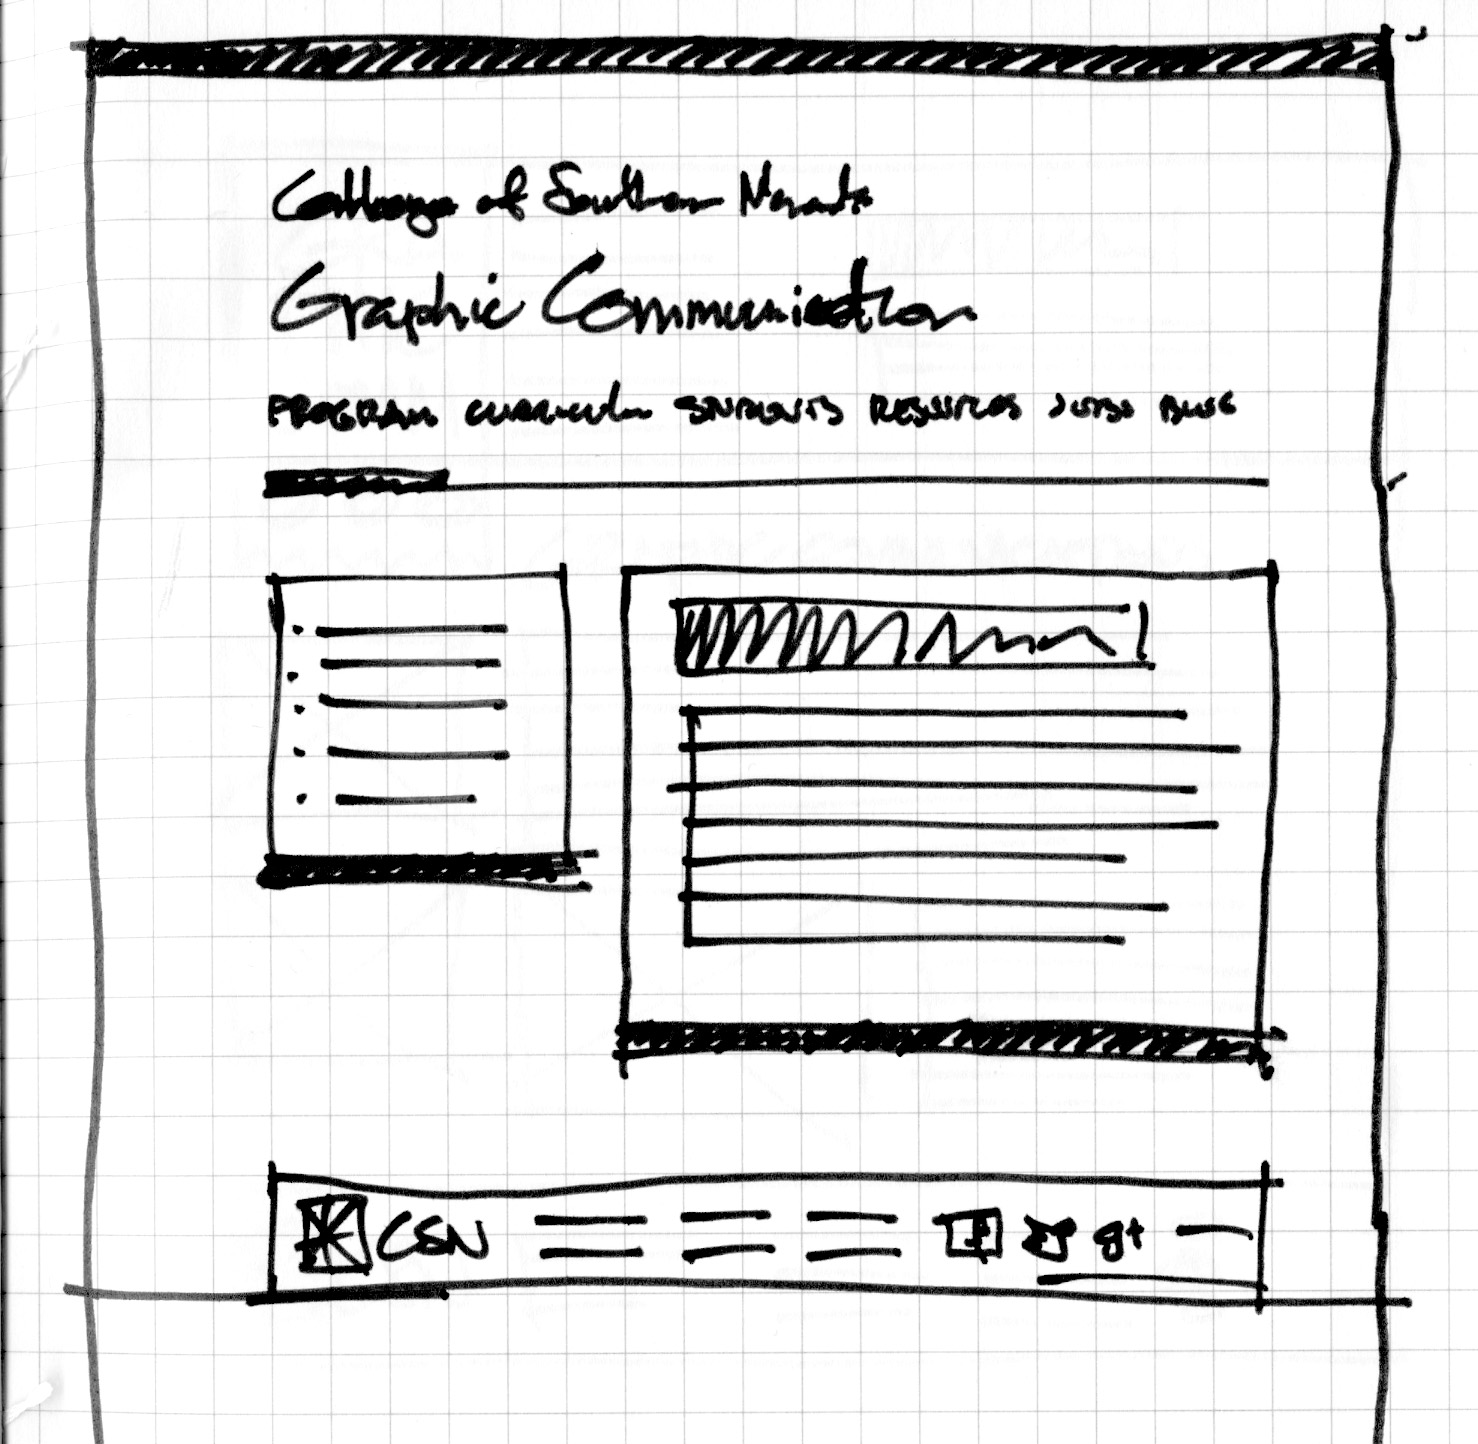 College of Southern Nevada
Graphic Communication
PROGRAM CURRICULUM STUDENTS RESOURCES JOBS BLOG
CSN f g+